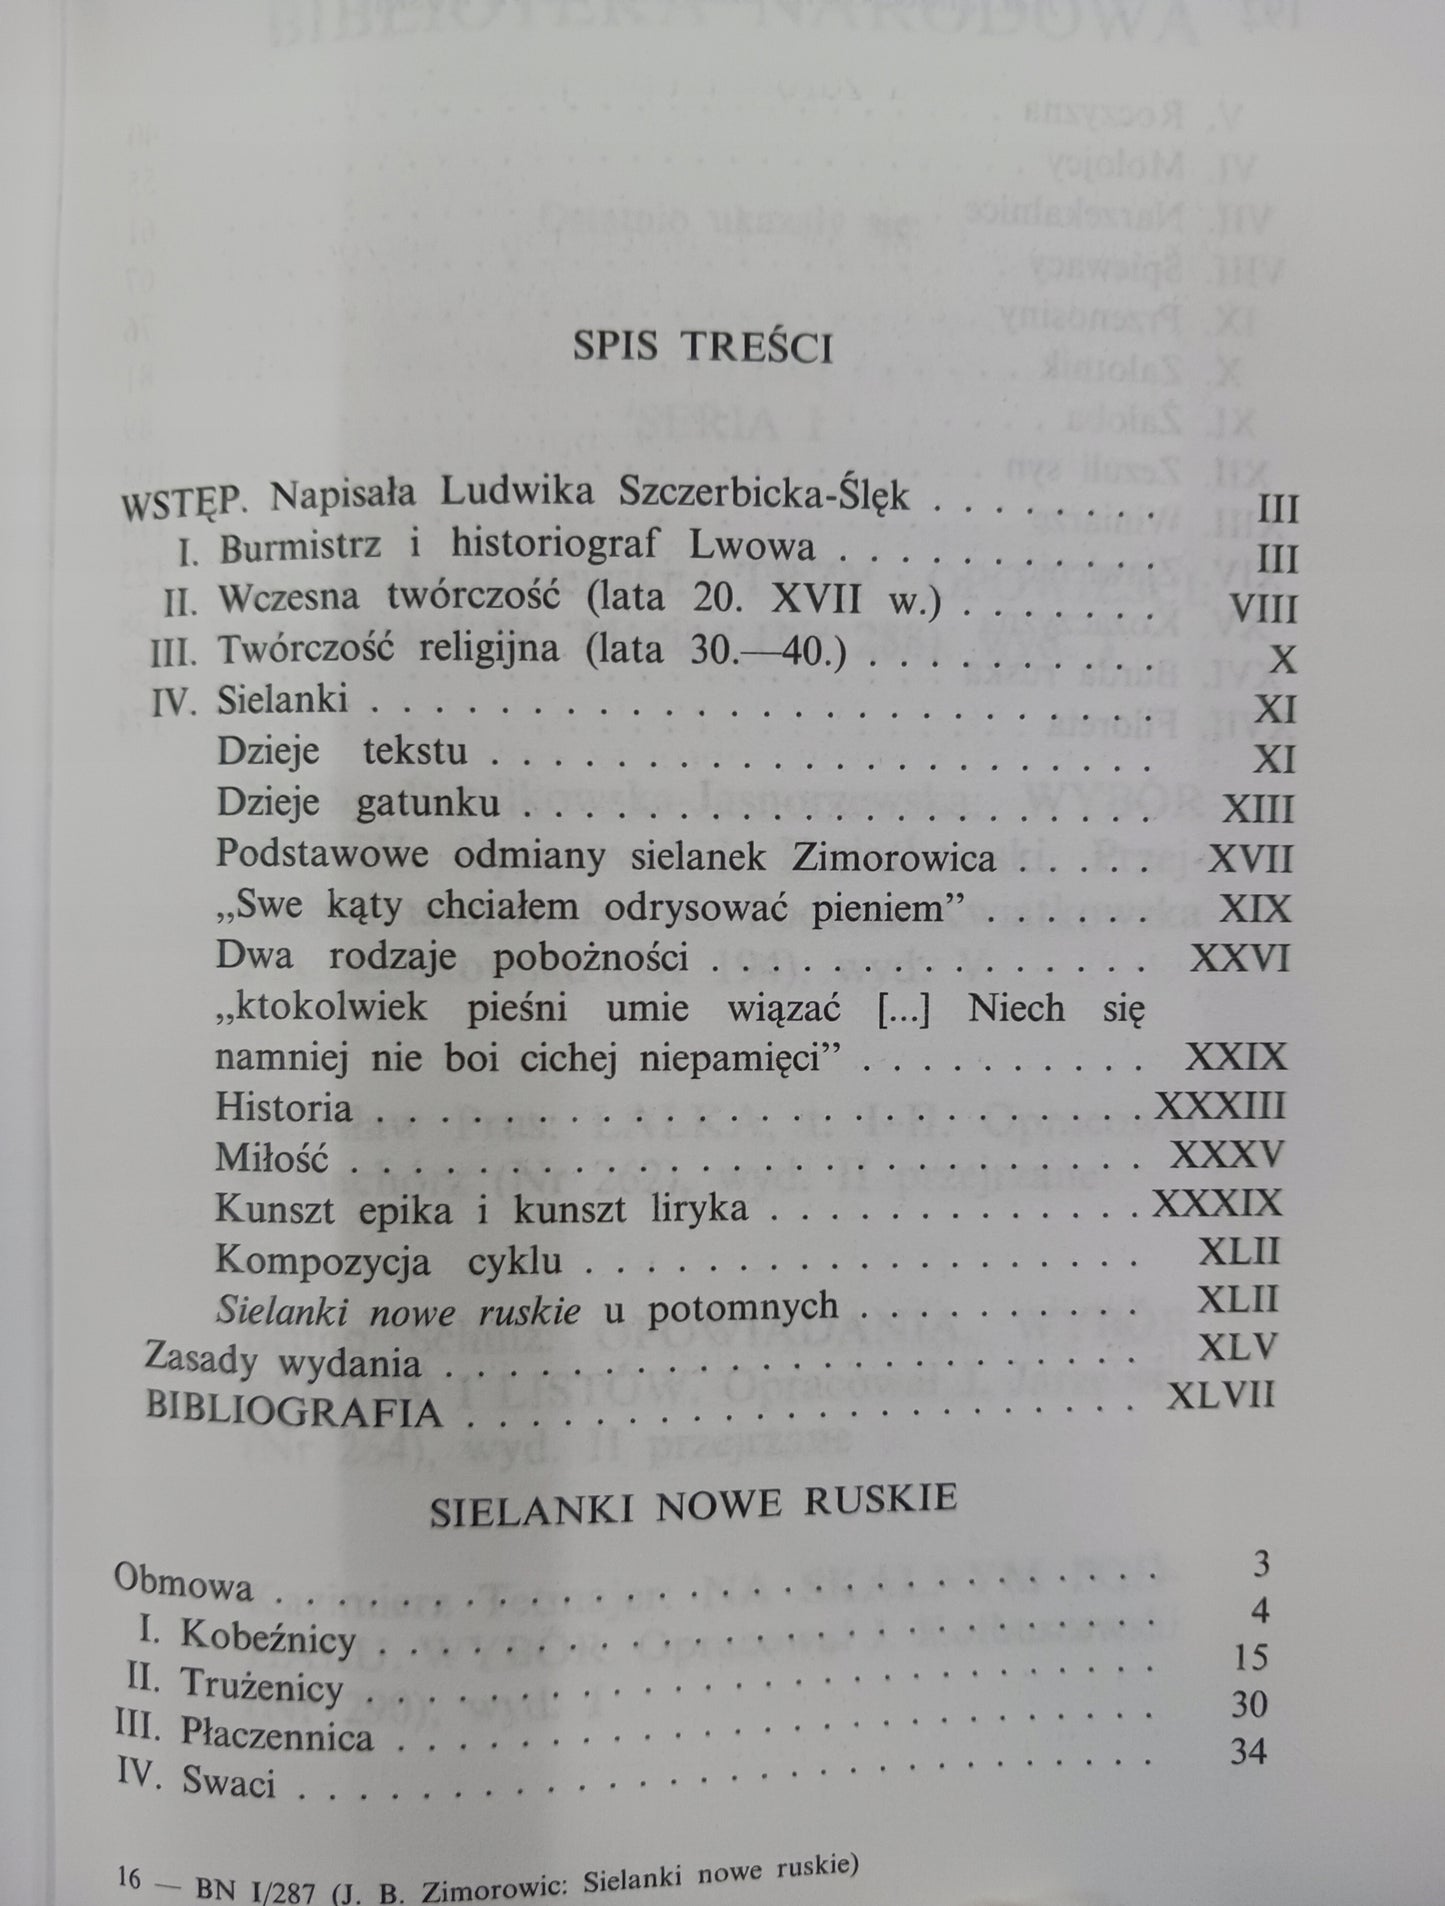 SPIS TREŚCI
WSTĘP. Napisała Ludwika Szczerbicka-Ślęk . . . . . . . . III
I. Burmistrz i historiograf Lwowa . . . . . . . . . . . III
II. Wczesna twórczość (lata 20. XVII w.) . . . . . . . VIII
III. Twórczość religijna (lata 30.—40.) . . . . . . . . . . X
IV. Sielanki . . . . . . . . . . . . . . . . . . . . . . . . . XI
Dzieje tekstu . . . . . . . . . . . . . . . . . . . . . XI
Dzieje gatunku . . . . . . . . . . . . . . . . . . . . XIII
Podstawowe odmiany sielanek Zimorowica . . . . . XVII
„Swe kąty chciałem odrysować pieniem” . . . . . . XIX
Dwa rodzaje pobożności . . . . . . . . . . . . . . XXVI
„ktokolwiek pieśni umie wiązać [...] Niech się
namniej nie boi cichej niepamięci” . . . . . . . . . . XXIX
Historia . . . . . . . . . . . . . . . . . . . . . . . . . XXXIII
Miłość . . . . . . . . . . . . . . . . . . . . . . . . . XXXV
Kunszt epika i kunszt liryka . . . . . . . . . . . . . XXXIX
Kompozycja cyklu . . . . . . . . . . . . . . . . . . XLII
Sielanki nowe ruskie u potomnych . . . . . . . . . . XLII
Zasady wydania . . . . . . . . . . . . . . . . . . . . . . . XLV
BIBLIOGRAFIA . . . . . . . . . . . . . . . . . . . . . . XLVII
SIELANKI NOWE RUSKIE
Obmowa . . . . . . . . . . . . . . . . . . . . . . . . . . . . 3
I. Kobeźnicy . . . . . . . . . . . . . . . . . . . . . . . . . 4
II. Trużenicy . . . . . . . . . . . . . . . . . . . . . . . . . 15
III. Płaczennica . . . . . . . . . . . . . . . . . . . . . . . . 30
IV. Swaci . . . . . . . . . . . . . . . . . . . . . . . . . . . 34
16 — BN I/287 (J. B. Zimorowic: Sielanki nowe ruskie)